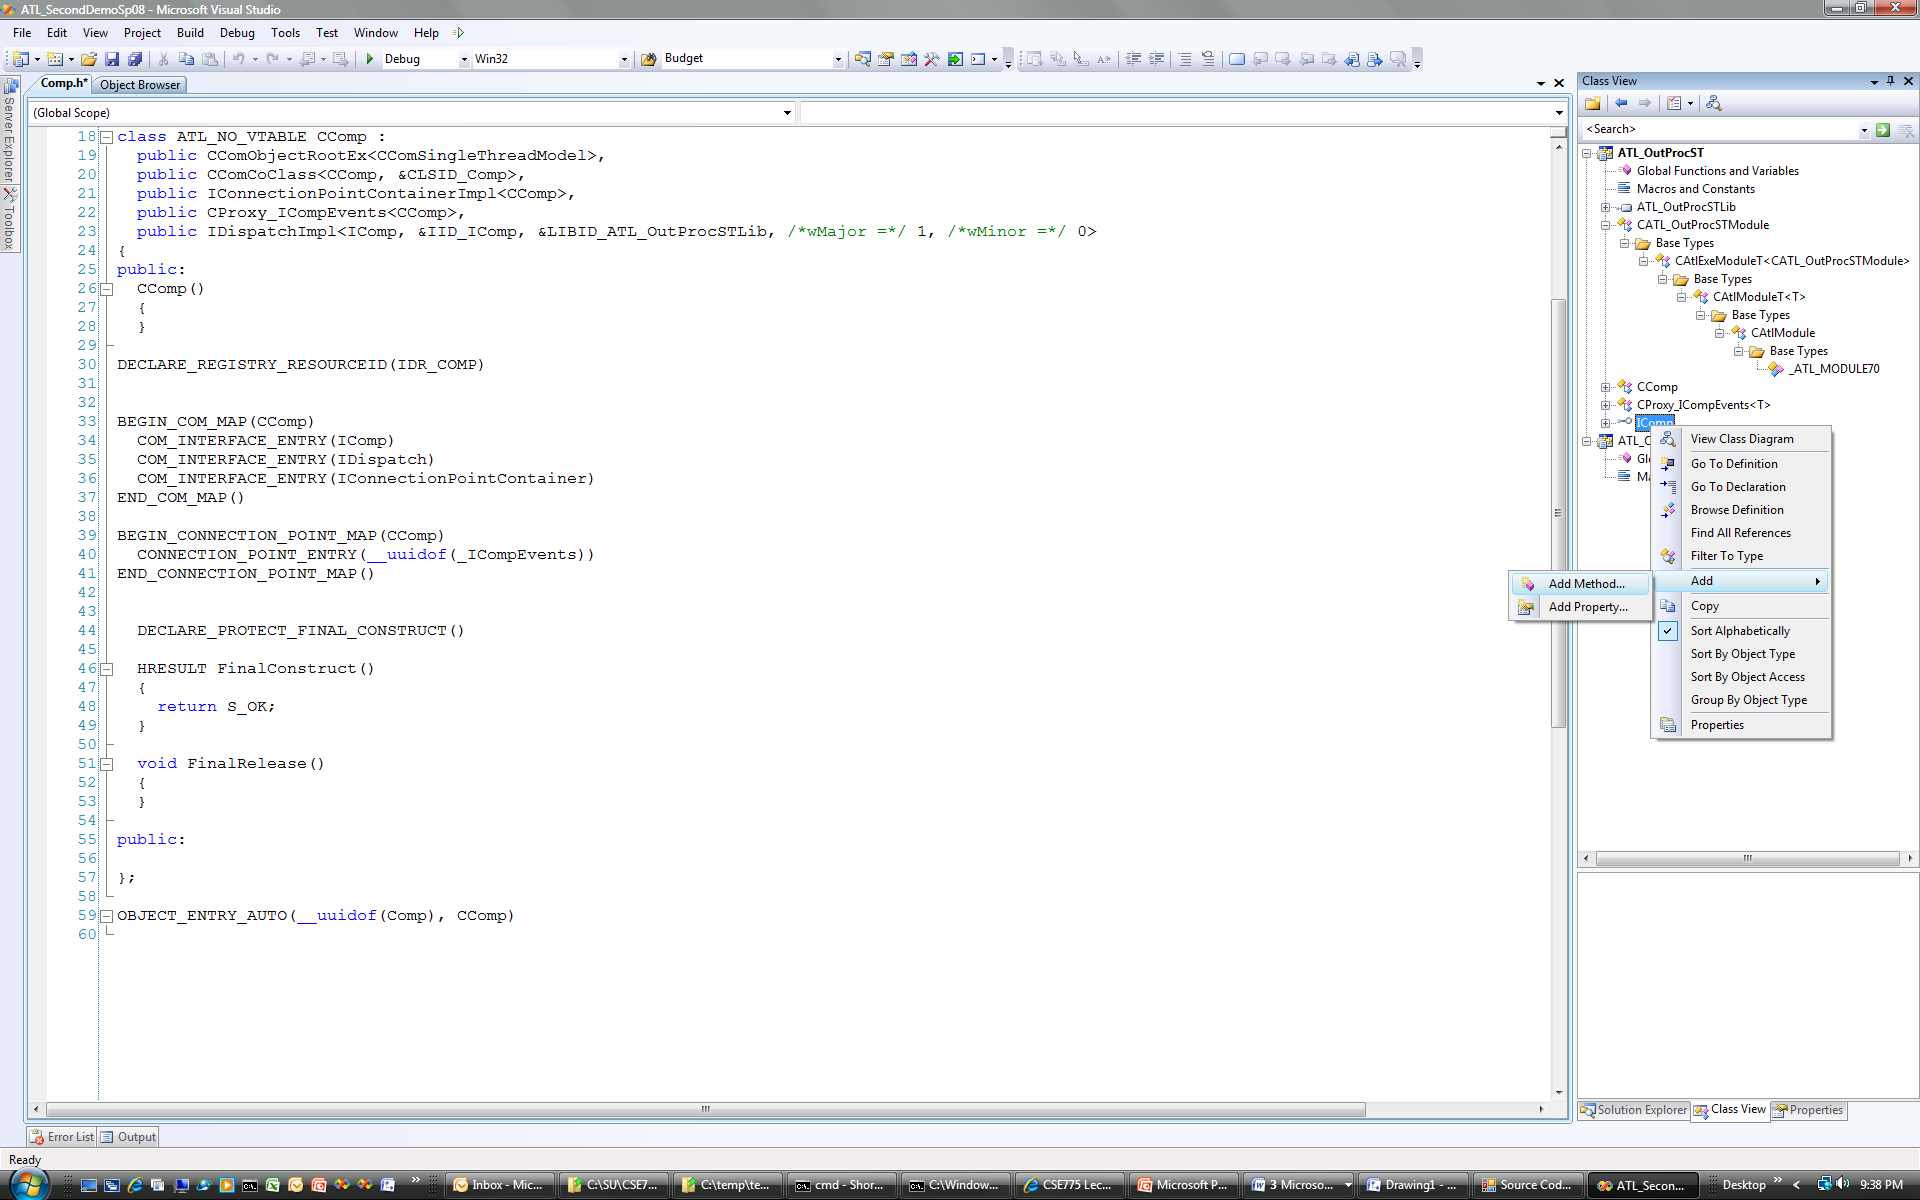 ATL_SecondDemoSp08 - Microsoft Visual Studio
File Edit View Project Build Debug Tools Test Window Help
Debug Win32 Budget
Comp.h* Object Browser
(Global Scope)
Server Explorer
Toolbox
18 class ATL_NO_VTABLE CComp :
19 public CComObjectRootEx<CComSingleThreadModel>,
20 public CComCoClass<CComp, &CLSID_Comp>,
21 public IConnectionPointContainerImpl<CComp>,
22 public CProxy_ICompEvents<CComp>,
23 public IDispatchImpl<IComp, &IID_IComp, &LIBID_ATL_OutProcSTLib, /*wMajor =*/ 1, /*wMinor =*/ 0>
24 {
25 public:
26 CComp()
27 {
28 }
29
30 DECLARE_REGISTRY_RESOURCEID(IDR_COMP)
31
32
33 BEGIN_COM_MAP(CComp)
34 COM_INTERFACE_ENTRY(IComp)
35 COM_INTERFACE_ENTRY(IDispatch)
36 COM_INTERFACE_ENTRY(IConnectionPointContainer)
37 END_COM_MAP()
38
39 BEGIN_CONNECTION_POINT_MAP(CComp)
40 CONNECTION_POINT_ENTRY(__uuidof(_ICompEvents))
41 END_CONNECTION_POINT_MAP()
42
43
44 DECLARE_PROTECT_FINAL_CONSTRUCT()
45
46 HRESULT FinalConstruct()
47 {
48 return S_OK;
49 }
50
51 void FinalRelease()
52 {
53 }
54
55 public:
56
57 };
58
59 OBJECT_ENTRY_AUTO(__uuidof(Comp), CComp)
60
Class View
<Search>
ATL_OutProcST
Global Functions and Variables
Macros and Constants
ATL_OutProcSTLib
CATL_OutProcSTModule
Base Types
CAtlExeModuleT<CATL_OutProcSTModule>
Base Types
CAtlModuleT<T>
Base Types
CAtlModule
Base Types
_ATL_MODULE70
CComp
CProxy_ICompEvents<T>
IComp
View Class Diagram
Go To Definition
Go To Declaration
Browse Definition
Find All References
Filter To Type
Add
Copy
Sort Alphabetically
Sort By Object Type
Sort By Object Access
Group By Object Type
Properties
Add Method...
Add Property...
Solution Explorer Class View Properties
Error List Output
Ready
Inbox - Mic... C:\SU\CSE7... C:\temp\te... cmd - Shor... C:\Window... CSE775 Lec... Microsoft P... 3 Microso... Drawing1 - ... Source Cod... ATL_Secon... Desktop 9:38 PM